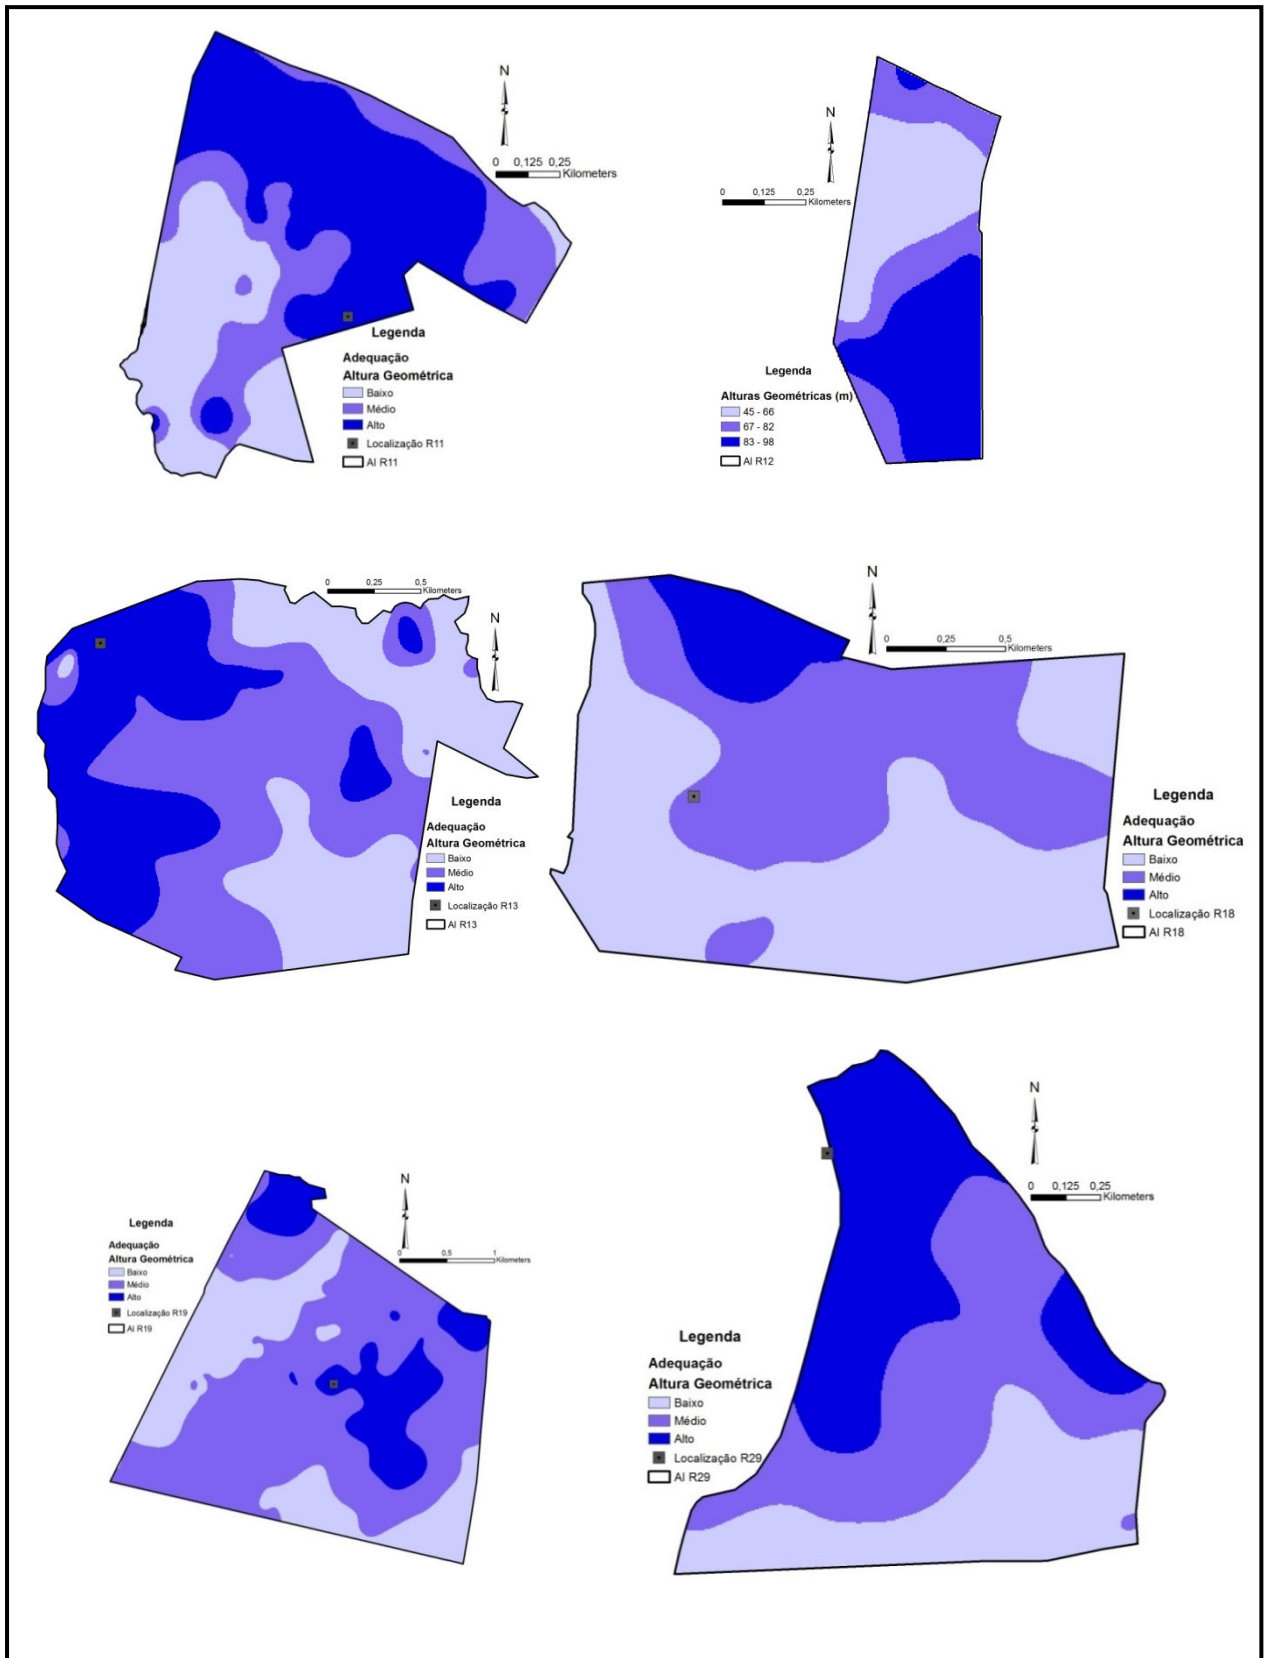 N
0 0,125 0,25
Kilometers
Legenda
Adequação
Altura Geométrica
Baixo
Médio
Alto
Localização R11
AI R11
N
0 0,125 0,25
Kilometers
Legenda
Alturas Geométricas (m)
45 - 66
67 - 82
83 - 98
AI R12
0 0,25 0,5
Kilometers
N
Legenda
Adequação
Altura Geométrica
Baixo
Médio
Alto
Localização R13
AI R13
N
0 0,25 0,5
Kilometers
Legenda
Adequação
Altura Geométrica
Baixo
Médio
Alto
Localização R18
AI R18
N
0 0,5 1
Kilometers
Legenda
Adequação
Altura Geométrica
Baixo
Médio
Alto
Localização R19
AI R19
N
0 0,125 0,25
Kilometers
Legenda
Adequação
Altura Geométrica
Baixo
Médio
Alto
Localização R29
AI R29